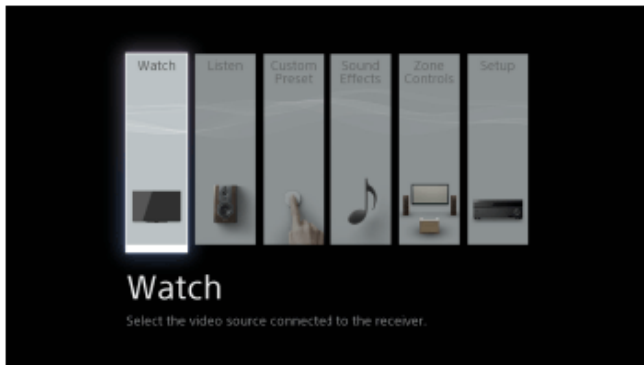 Watch
Listen
Custom
Preset
Sound
Effects
Zone
Controls
Setup
Watch
Select the video source connected to the receiver.